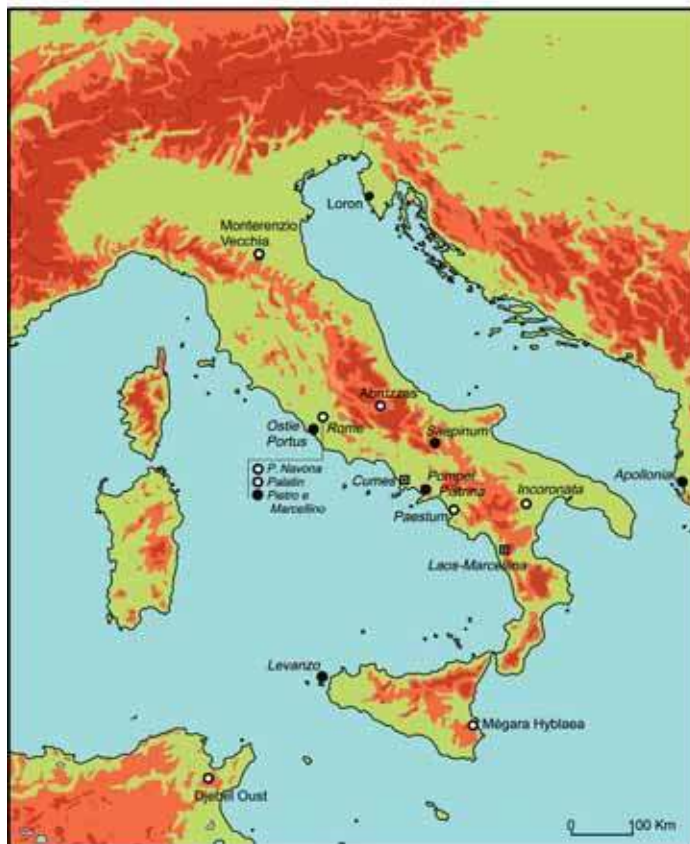 Loron
Monterenzio
Vecchia
Abruzzes
Ostie
Portus
Rome
Saepinum
P. Navona
Palatin
Pietro e
Marcellino
Cumes
Pompei
Piatrina
Apollonia
Incoronata
Paestum
Laos-Marcellina
Levanzo
Mégara Hyblaea
Djebel Oust
0 100 Km